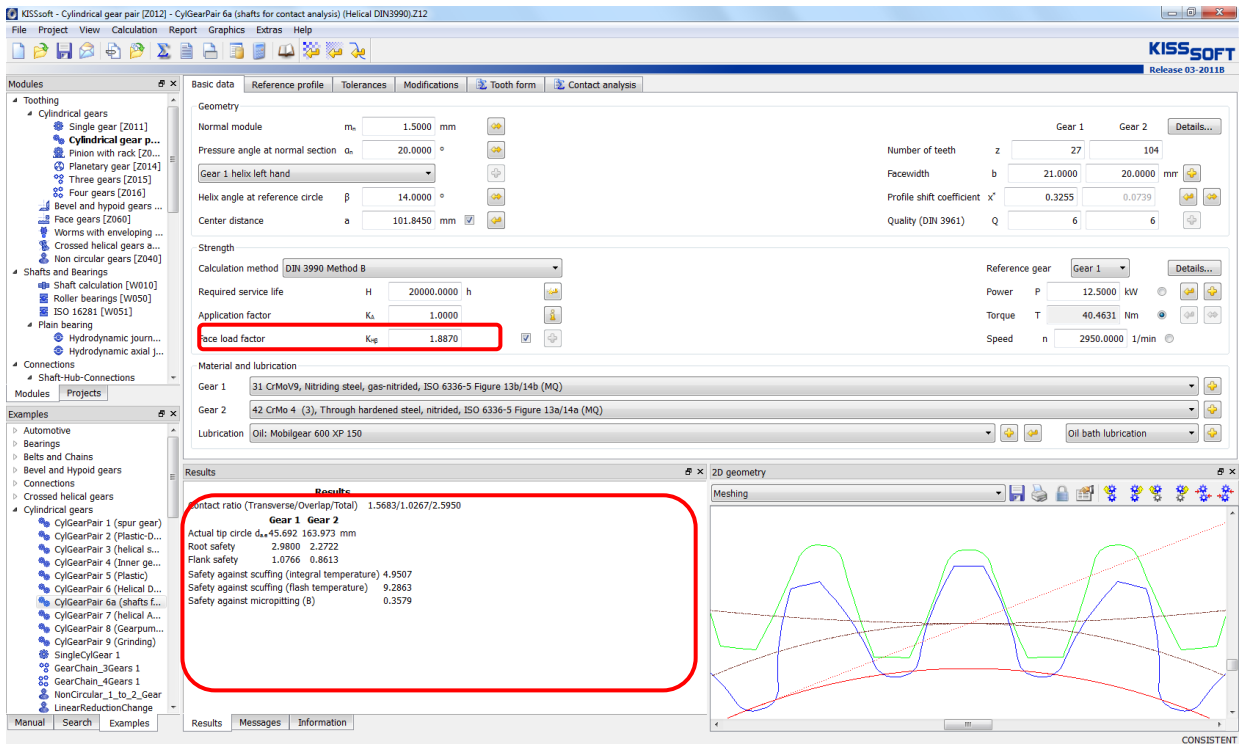 KISSsoft - Cylindrical gear pair [Z012] - CylGearPair 6a (shafts for contact analysis) (Helical DIN3990).Z12
File Project View Calculation Report Graphics Extras Help
KISSSOFT
Release 03-2011B
Modules
Toothing
Cylindrical gears
Single gear [Z011]
Cylindrical gear p...
Pinion with rack [Z0...
Planetary gear [Z014]
Three gears [Z015]
Four gears [Z016]
Bevel and hypoid gears ...
Face gears [Z060]
Worms with enveloping ...
Crossed helical gears a...
Non circular gears [Z040]
Shafts and Bearings
Shaft calculation [W010]
Roller bearings [W050]
ISO 16281 [W051]
Plain bearing
Hydrodynamic journ...
Hydrodynamic axial j...
Connections
Shaft-Hub-Connections
Modules Projects
Examples
Automotive
Bearings
Belts and Chains
Bevel and Hypoid gears
Connections
Crossed helical gears
Cylindrical gears
CylGearPair 1 (spur gear)
CylGearPair 2 (Plastic-D...
CylGearPair 3 (helical s...
CylGearPair 4 (Inner ge...
CylGearPair 5 (Plastic)
CylGearPair 6 (Helical D...
CylGearPair 6a (shafts f...
CylGearPair 7 (helical A...
CylGearPair 8 (Gearpum...
CylGearPair 9 (Grinding)
SingleCylGear 1
GearChain_3Gears 1
GearChain_4Gears 1
NonCircular_1_to_2_Gear
LinearReductionChange
Manual Search Examples
Basic data Reference profile Tolerances Modifications Tooth form Contact analysis
Geometry
Normal module mₙ 1.5000 mm
Gear 1 Gear 2 Details...
Pressure angle at normal section αₙ 20.0000 °
Number of teeth z 27 104
Gear 1 helix left hand
Facewidth b 21.0000 20.0000 mm
Helix angle at reference circle β 14.0000 °
Profile shift coefficient x* 0.3255 0.0739
Center distance a 101.8450 mm
Quality (DIN 3961) Q 6 6
Strength
Calculation method DIN 3990 Method B
Reference gear Gear 1 Details...
Required service life H 20000.0000 h
Power P 12.5000 kW
Application factor KA 1.0000
Torque T 40.4631 Nm
Face load factor KHβ 1.8870
Speed n 2950.0000 1/min
Material and lubrication
Gear 1 31 CrMoV9, Nitriding steel, gas-nitrided, ISO 6336-5 Figure 13b/14b (MQ)
Gear 2 42 CrMo 4 (3), Through hardened steel, nitrided, ISO 6336-5 Figure 13a/14a (MQ)
Lubrication Oil: Mobilgear 600 XP 150 Oil bath lubrication
Results
Results
Contact ratio (Transverse/Overlap/Total) 1.5683/1.0267/2.5950
Gear 1 Gear 2
Actual tip circle dₐ.ₑ 45.692 163.973 mm
Root safety 2.9800 2.2722
Flank safety 1.0766 0.8613
Safety against scuffing (integral temperature) 4.9507
Safety against scuffing (flash temperature) 9.2863
Safety against micropitting (B) 0.3579
Results Messages Information
2D geometry
Meshing
CONSISTENT